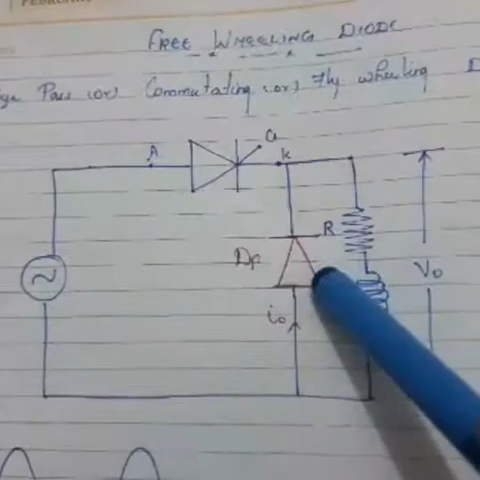 FREE WHEELING DIODE
Pass (or) Commutating (or) Fly wheeling D
A
G
k
R
DF
V0
i0